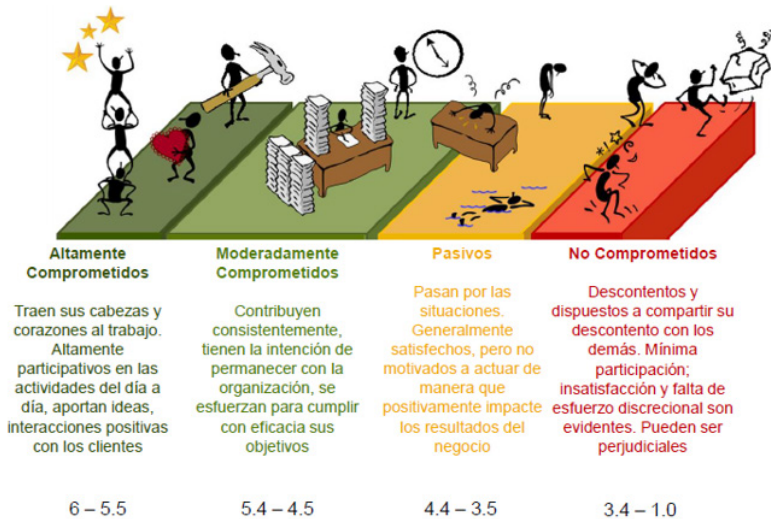 Altamente
Comprometidos
Traen sus cabezas y
corazones al trabajo.
Altamente
participativos en las
actividades del día a
día, aportan ideas,
interacciones positivas
con los clientes
6 – 5.5
Moderadamente
Comprometidos
Contribuyen
consistentemente,
tienen la intención de
permanecer con la
organización, se
esfuerzan para cumplir
con eficacia sus
objetivos
5.4 – 4.5
Pasivos
Pasan por las
situaciones.
Generalmente
satisfechos, pero no
motivados a actuar de
manera que
positivamente impacte
los resultados del
negocio
4.4 – 3.5
No Comprometidos
Descontentos y
dispuestos a compartir su
descontento con los
demás. Mínima
participación;
insatisfacción y falta de
esfuerzo discrecional son
evidentes. Pueden ser
perjudiciales
3.4 – 1.0